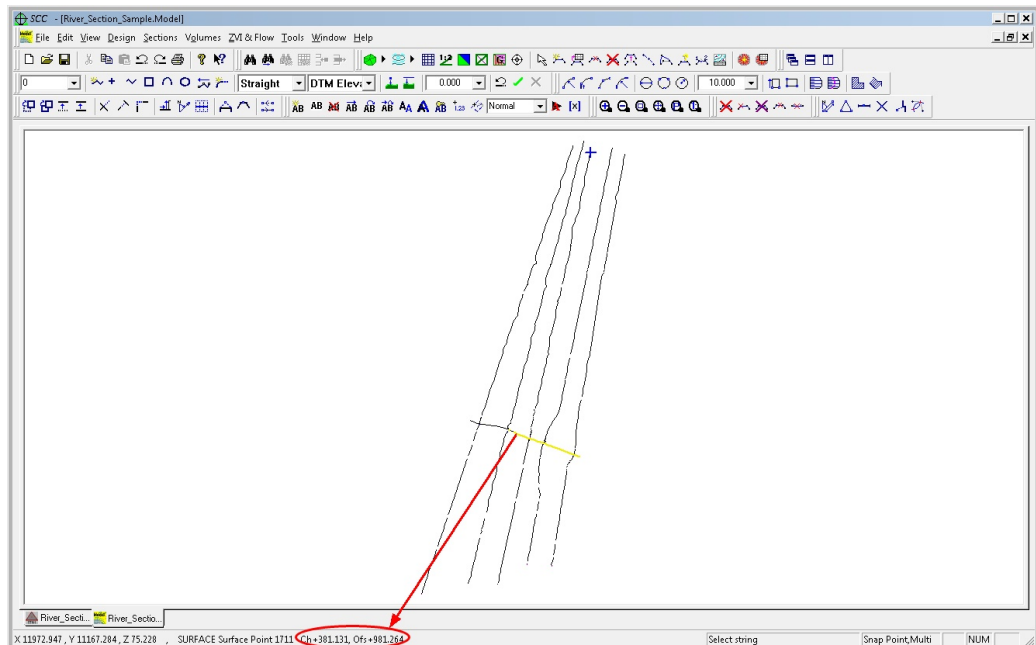 SCC - [River_Section_Sample.Model]
File Edit View Design Sections Volumes ZVI & Flow Tools Window Help
0 Straight DTM Elev: 0.000 10.000
Normal
River_Secti... River_Sectio...
X 11972.947 , Y 11167.284 , Z 75.228 , SURFACE Surface Point 1711 Ch +381.131, Ofs +981.264 Select string Snap Point,Multi NUM